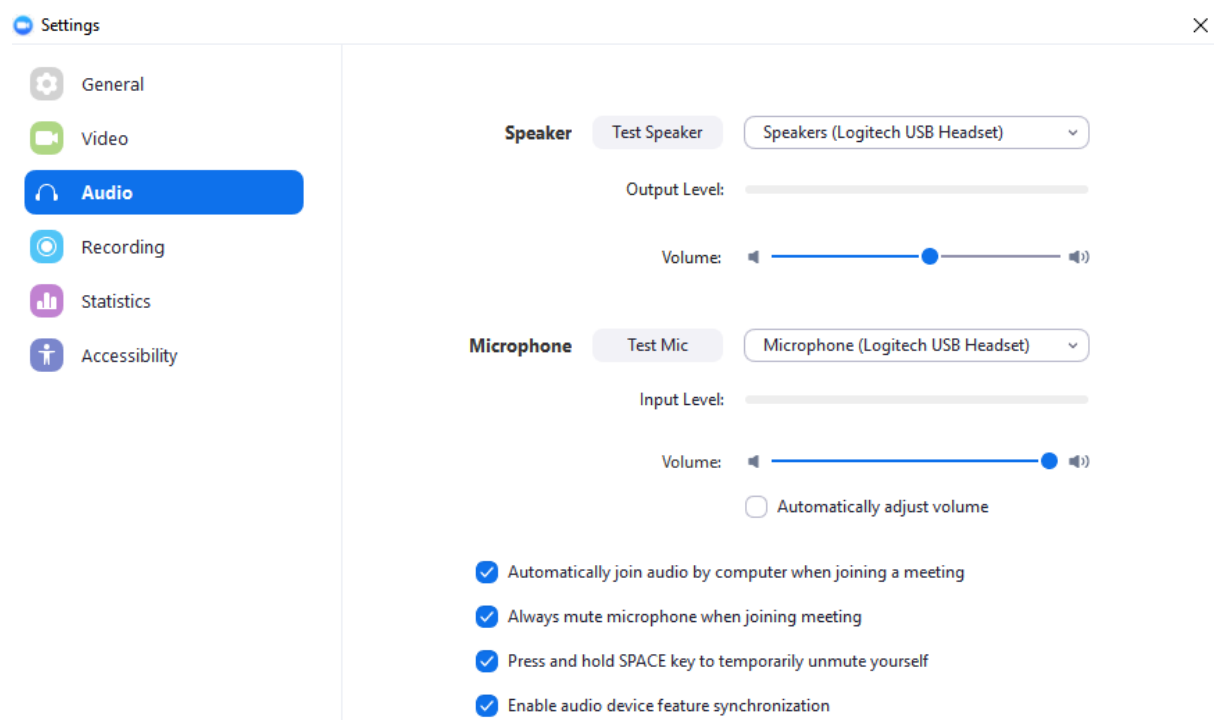 Settings
General
Video
Audio
Recording
Statistics
Accessibility
Speaker Test Speaker Speakers (Logitech USB Headset)
Output Level:
Volume:
Microphone Test Mic Microphone (Logitech USB Headset)
Input Level:
Volume:
Automatically adjust volume
Automatically join audio by computer when joining a meeting
Always mute microphone when joining meeting
Press and hold SPACE key to temporarily unmute yourself
Enable audio device feature synchronization